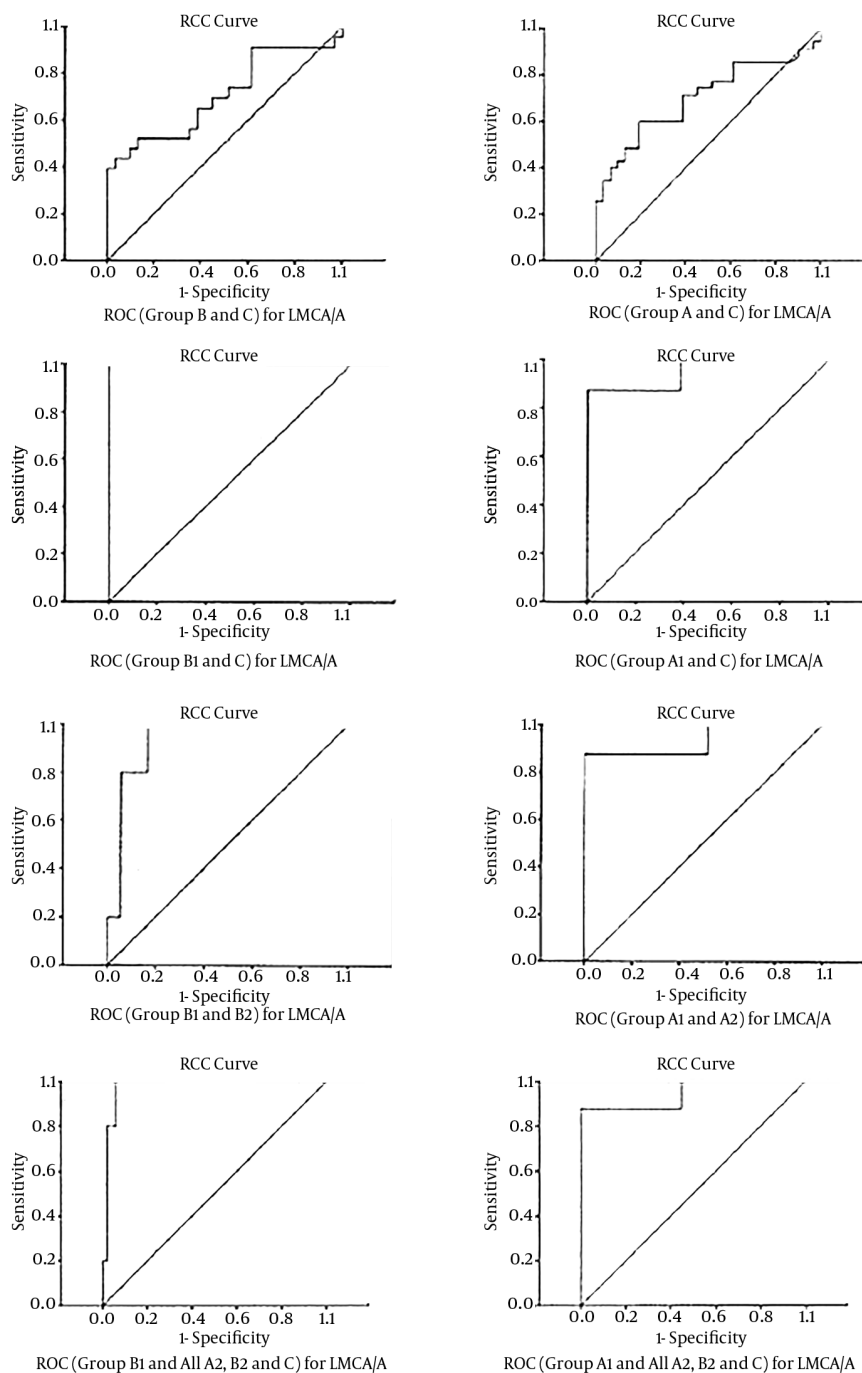 RCC Curve
1.1
0.8
0.6
0.4
0.2
0.0
Sensitivity
0.0 0.2 0.4 0.6 0.8 1.1
1- Specificity
ROC (Group B and C) for LMCA/A
RCC Curve
1.1
0.8
0.6
0.4
0.2
0.0
Sensitivity
0.0 0.2 0.4 0.6 0.8 1.1
1- Specificity
ROC (Group A and C) for LMCA/A
RCC Curve
1.1
0.8
0.6
0.4
0.2
0.0
Sensitivity
0.0 0.2 0.4 0.6 0.8 1.1
1- Specificity
ROC (Group B1 and C) for LMCA/A
RCC Curve
1.1
0.8
0.6
0.4
0.2
0.0
Sensitivity
0.0 0.2 0.4 0.6 0.8 1.1
1- Specificity
ROC (Group A1 and C) for LMCA/A
RCC Curve
1.1
0.8
0.6
0.4
0.2
0.0
Sensitivity
0.0 0.2 0.4 0.6 0.8 1.1
1- Specificity
ROC (Group B1 and B2) for LMCA/A
RCC Curve
1.1
0.8
0.6
0.4
0.2
0.0
Sensitivity
0.0 0.2 0.4 0.6 0.8 1.1
1- Specificity
ROC (Group A1 and A2) for LMCA/A
RCC Curve
1.1
0.8
0.6
0.4
0.2
0.0
Sensitivity
0.0 0.2 0.4 0.6 0.8 1.1
1- Specificity
ROC (Group B1 and All A2, B2 and C) for LMCA/A
RCC Curve
1.1
0.8
0.6
0.4
0.2
0.0
Sensitivity
0.0 0.2 0.4 0.6 0.8 1.1
1- Specificity
ROC (Group A1 and All A2, B2 and C) for LMCA/A